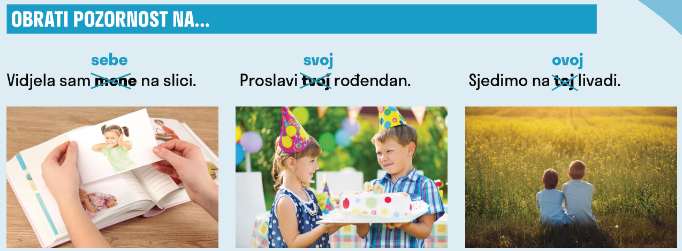 OBRATI POZORNOST NA...
sebe
Vidjela sam mene na slici.
svoj
Proslavi tvoj rođendan.
ovoj
Sjedimo na toj livadi.